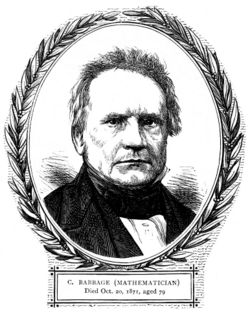 C. BABBAGE (MATHEMATICIAN)
Died Oct. 20, 1871, aged 79